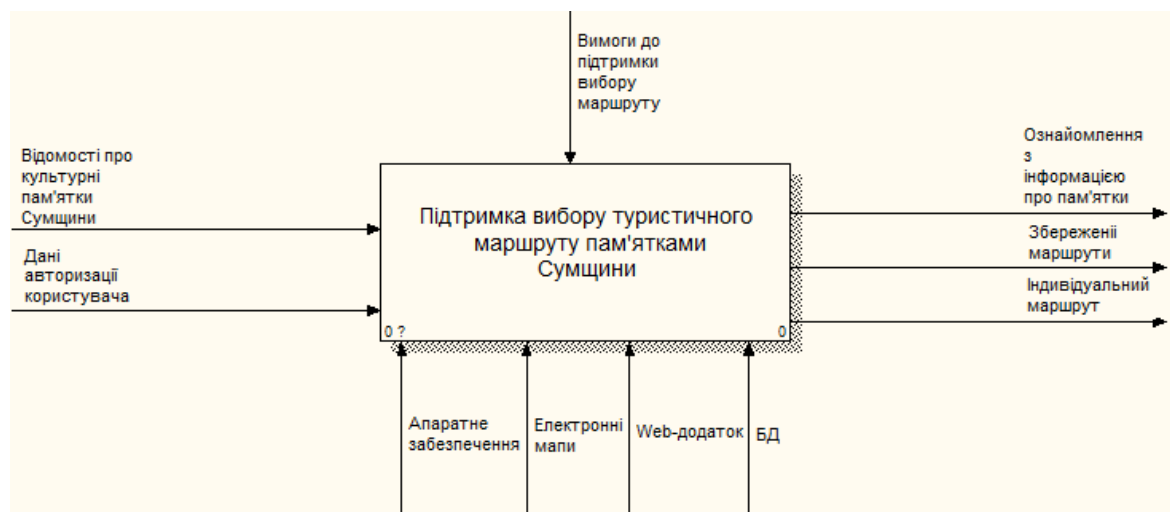 Вимоги до
підтримки
вибору
маршруту
Відомості про
культурні
пам'ятки
Сумщини
Дані
авторизації
користувача
Підтримка вибору туристичного
маршруту пам'ятками
Сумщини
0 ?
0
Ознайомлення
з
інформацією
про пам'ятки
Збереженіі
маршрути
Індивідуальний
маршрут
Апаратне
забезпечення
Електронні
мапи
Web-додаток
БД